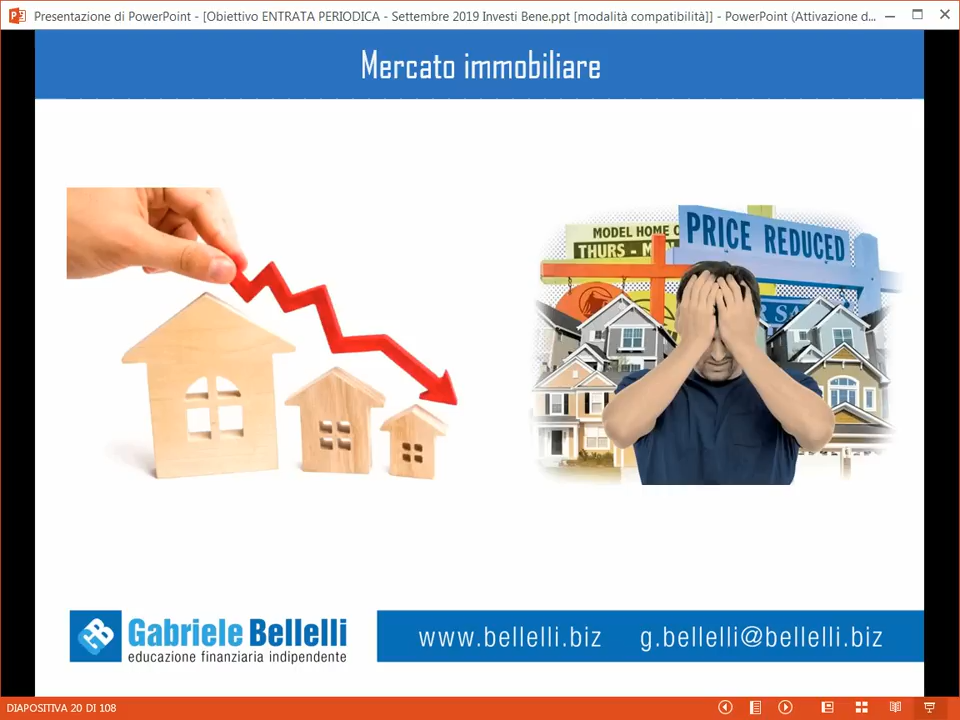 Presentazione di PowerPoint - [Obiettivo ENTRATA PERIODICA - Settembre 2019 Investi Bene.ppt [modalità compatibilità]] - PowerPoint (Attivazione d...
Mercato immobiliare
MODEL HOME
THURS -
PRICE REDUCED
Gabriele Bellelli
educazione finanziaria indipendente
www.bellelli.biz g.bellelli@bellelli.biz
DIAPOSITIVA 20 DI 108